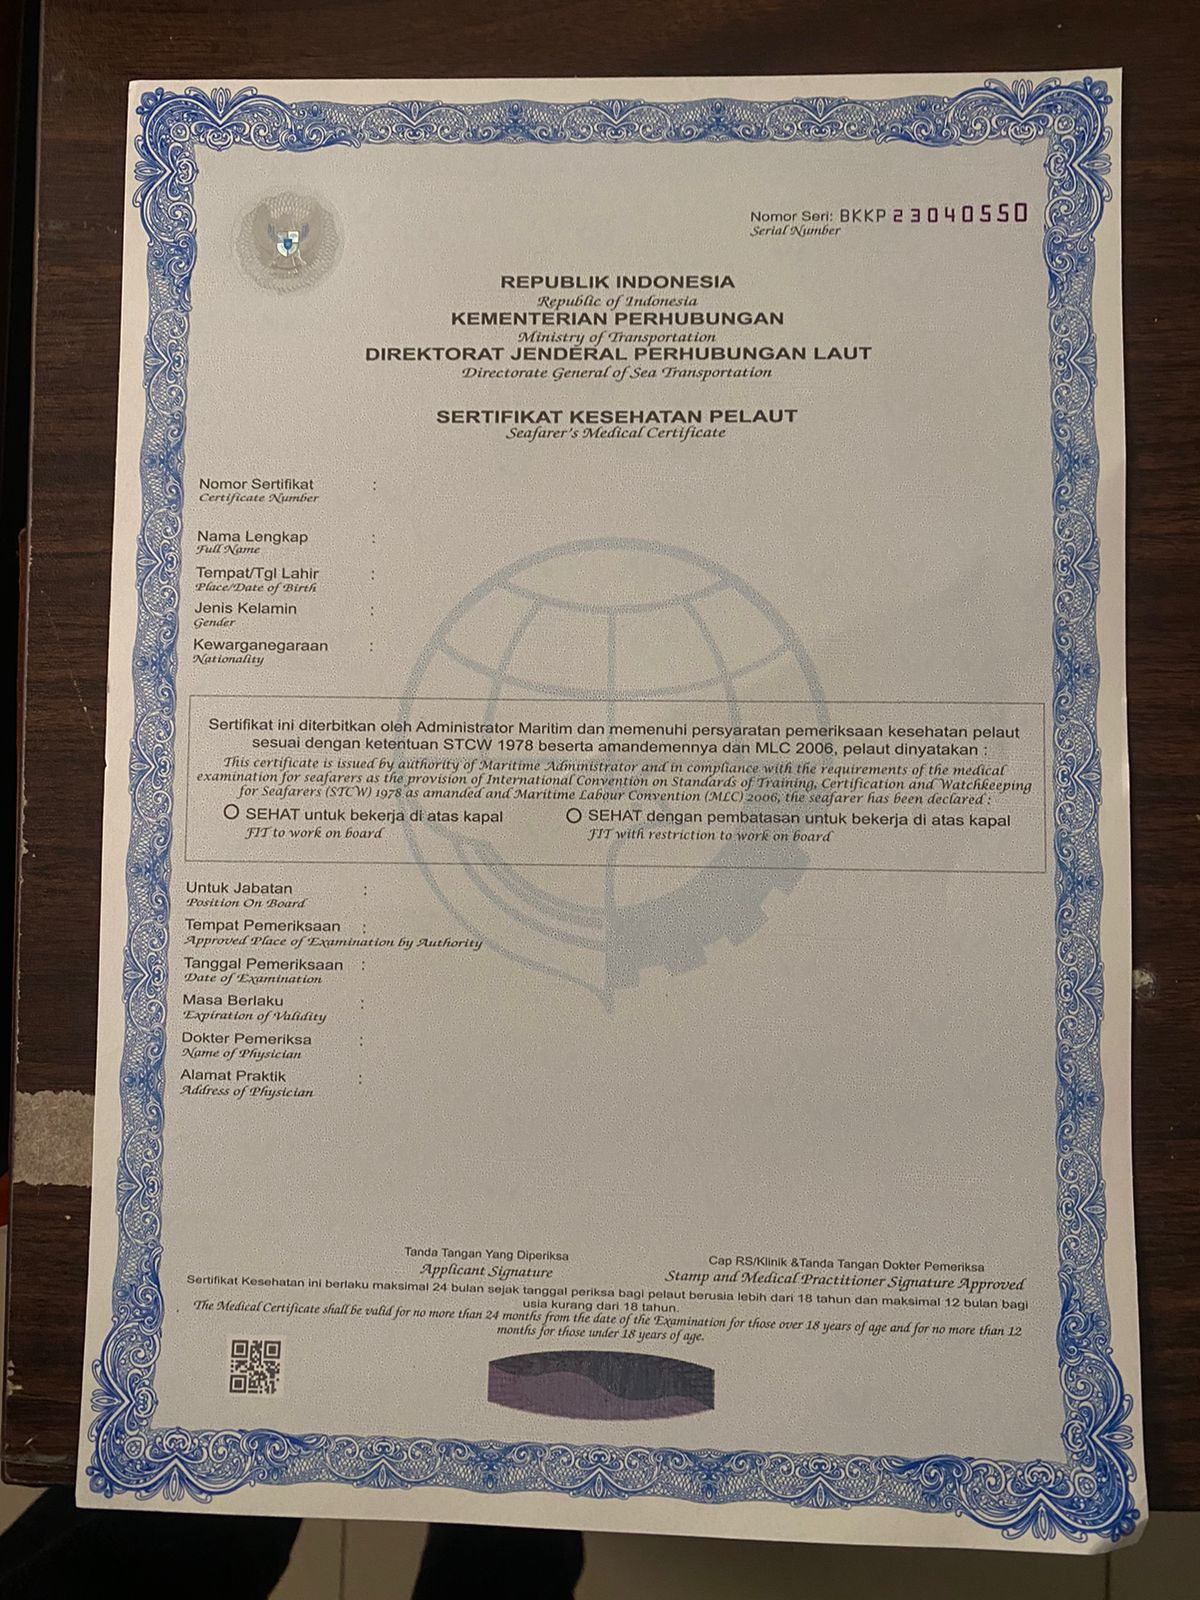 Nomor Seri: BKKP 23040550
Serial Number
REPUBLIK INDONESIA
Republic of Indonesia
KEMENTERIAN PERHUBUNGAN
Ministry of Transportation
DIREKTORAT JENDERAL PERHUBUNGAN LAUT
Directorate General of Sea Transportation
SERTIFIKAT KESEHATAN PELAUT
Seafarer's Medical Certificate
Nomor Sertifikat :
Certificate Number
Nama Lengkap :
Full Name
Tempat/Tgl Lahir :
Place/Date of Birth
Jenis Kelamin :
Gender
Kewarganegaraan :
Nationality
Sertifikat ini diterbitkan oleh Administrator Maritim dan memenuhi persyaratan pemeriksaan kesehatan pelaut
sesuai dengan ketentuan STCW 1978 beserta amandemennya dan MLC 2006, pelaut dinyatakan :
This certificate is issued by authority of Maritime Administrator and in compliance with the requirements of the medical
examination for seafarers as the provision of International Convention on Standards of Training, Certification and Watchkeeping
for Seafarers (STCW) 1978 as amanded and Maritime Labour Convention (MLC) 2006, the seafarer has been declared :
SEHAT untuk bekerja di atas kapal
FIT to work on board
SEHAT dengan pembatasan untuk bekerja di atas kapal
FIT with restriction to work on board
Untuk Jabatan :
Position On Board
Tempat Pemeriksaan :
Approved Place of Examination by Authority
Tanggal Pemeriksaan :
Date of Examination
Masa Berlaku :
Expiration of Validity
Dokter Pemeriksa :
Name of Physician
Alamat Praktik :
Address of Physician
Tanda Tangan Yang Diperiksa
Applicant Signature
Cap RS/Klinik &Tanda Tangan Dokter Pemeriksa
Stamp and Medical Practitioner Signature Approved
Sertifikat Kesehatan ini berlaku maksimal 24 bulan sejak tanggal periksa bagi pelaut berusia lebih dari 18 tahun dan maksimal 12 bulan bagi
usia kurang dari 18 tahun.
The Medical Certificate shall be valid for no more than 24 months from the date of the Examination for those over 18 years of age and for no more than 12
months for those under 18 years of age.